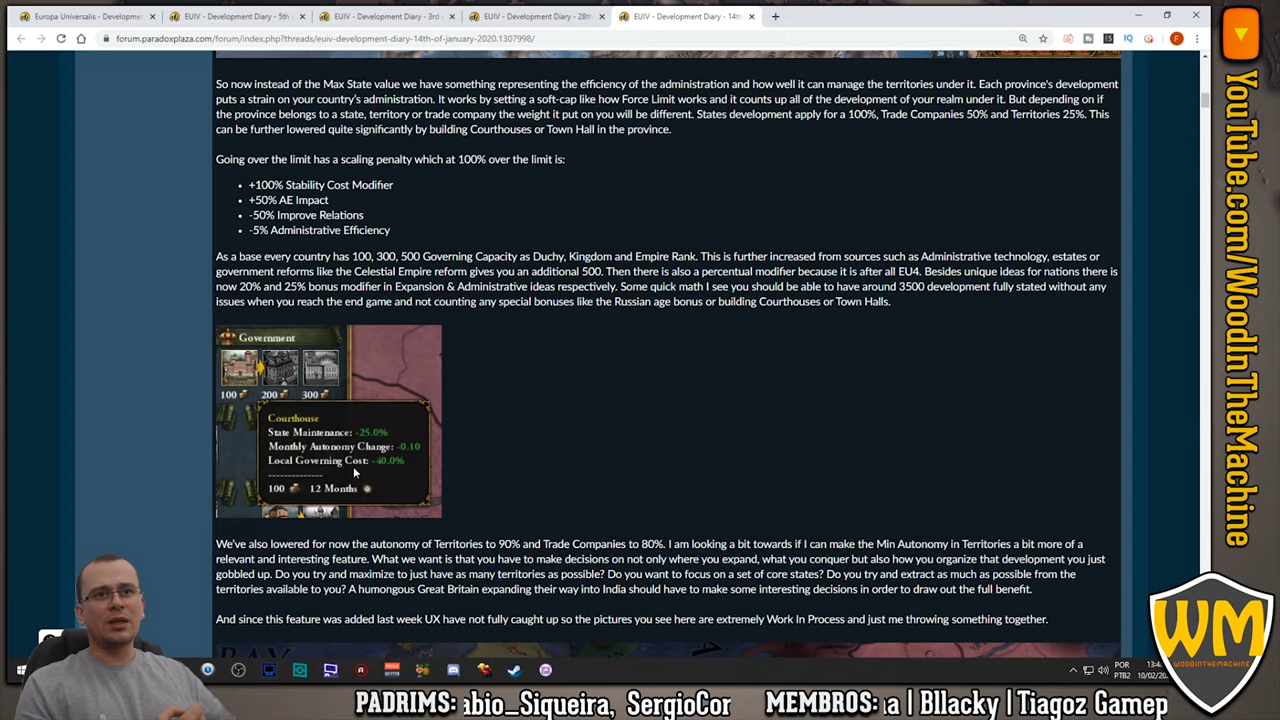 Europa Universalis - Developme
EUIV - Development Diary - 5th o
EUIV - Development Diary - 3rd o
EUIV - Development Diary - 28th
EUIV - Development Diary - 14th
forum.paradoxplaza.com/forum/index.php?threads/euiv-development-diary-14th-of-january-2020.1307998/
So now instead of the Max State value we have something representing the efficiency of the administration and how well it can manage the territories under it. Each province's development
puts a strain on your country's administration. It works by setting a soft-cap like how Force Limit works and it counts up all of the development of your realm under it. But depending on if
the province belongs to a state, territory or trade company the weight it put on you will be different. States development apply for a 100%, Trade Companies 50% and Territories 25%. This
can be further lowered quite significantly by building Courthouses or Town Hall in the province.
Going over the limit has a scaling penalty which at 100% over the limit is:
+100% Stability Cost Modifier
+50% AE Impact
-50% Improve Relations
-5% Administrative Efficiency
As a base every country has 100, 300, 500 Governing Capacity as Duchy, Kingdom and Empire Rank. This is further increased from sources such as Administrative technology, estates or
government reforms like the Celestial Empire reform gives you an additional 500. Then there is also a percentual modifier because it is after all EU4. Besides unique ideas for nations there is
now 20% and 25% bonus modifier in Expansion & Administrative ideas respectively. Some quick math I see you should be able to have around 3500 development fully stated without any
issues when you reach the end game and not counting any special bonuses like the Russian age bonus or building Courthouses or Town Halls.
Government
100 200 300
Courthouse
State Maintenance: -25.0%
Monthly Autonomy Change: -0.10
Local Governing Cost: -40.0%
--------------
100 12 Months
We've also lowered for now the autonomy of Territories to 90% and Trade Companies to 80%. I am looking a bit towards if I can make the Min Autonomy in Territories a bit more of a
relevant and interesting feature. What we want is that you have to make decisions on not only where you expand, what you conquer but also how you organize that development you just
gobbled up. Do you try and maximize to just have as many territories as possible? Do you want to focus on a set of core states? Do you try and extract as much as possible from the
territories available to you? A humongous Great Britain expanding their way into India should have to make some interesting decisions in order to draw out the full benefit.
And since this feature was added last week UX have not fully caught up so the pictures you see here are extremely Work In Process and just me throwing something together.
POR
PTB2
13:4
10/02/
YouTube.com/WoodInTheMachine
WM
WOODINTHEMACHINE
PADRIMS: abio_Siqueira, SergioCor
MEMBROS: a | Bllacky | Tiagoz Gamep